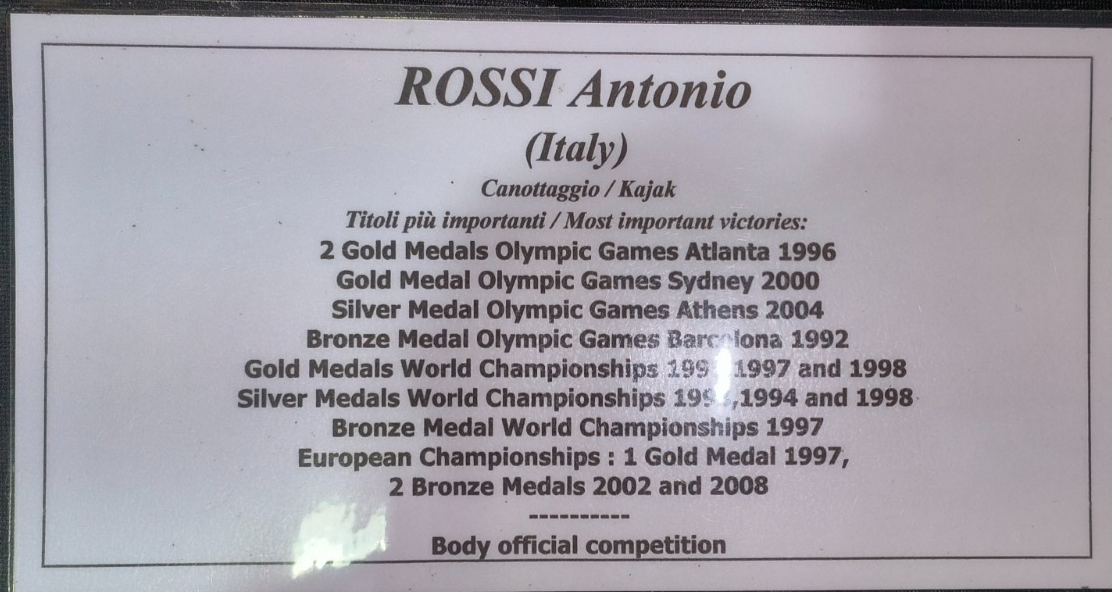 ROSSI Antonio
(Italy)
Canottaggio / Kajak
Titoli più importanti / Most important victories:
2 Gold Medals Olympic Games Atlanta 1996
Gold Medal Olympic Games Sydney 2000
Silver Medal Olympic Games Athens 2004
Bronze Medal Olympic Games Barcelona 1992
Gold Medals World Championships 1997 and 1998
Silver Medals World Championships ,1994 and 1998
Bronze Medal World Championships 1997
European Championships : 1 Gold Medal 1997,
2 Bronze Medals 2002 and 2008
----------
Body official competition